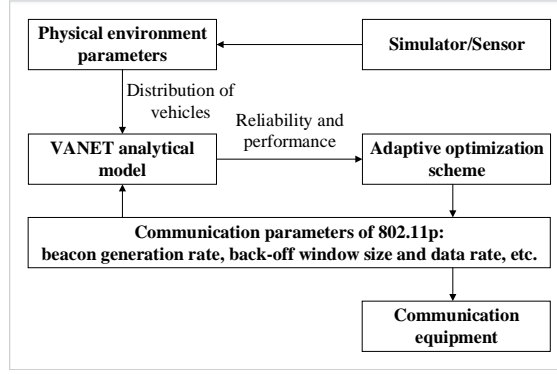 Physical environment
parameters
Simulator/Sensor
Distribution of
vehicles
Reliability and
performance
VANET analytical
model
Adaptive optimization
scheme
Communication parameters of 802.11p:
beacon generation rate, back-off window size and data rate, etc.
Communication
equipment